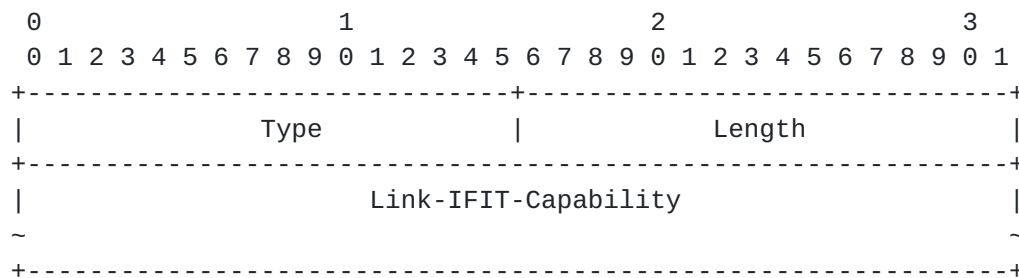 0                   1                   2                   3
 0 1 2 3 4 5 6 7 8 9 0 1 2 3 4 5 6 7 8 9 0 1 2 3 4 5 6 7 8 9 0 1
+-------------------------------+-------------------------------+
|               Type            |            Length             |
+---------------------------------------------------------------+
|                      Link-IFIT-Capability                     |
~                                                               ~
+---------------------------------------------------------------+